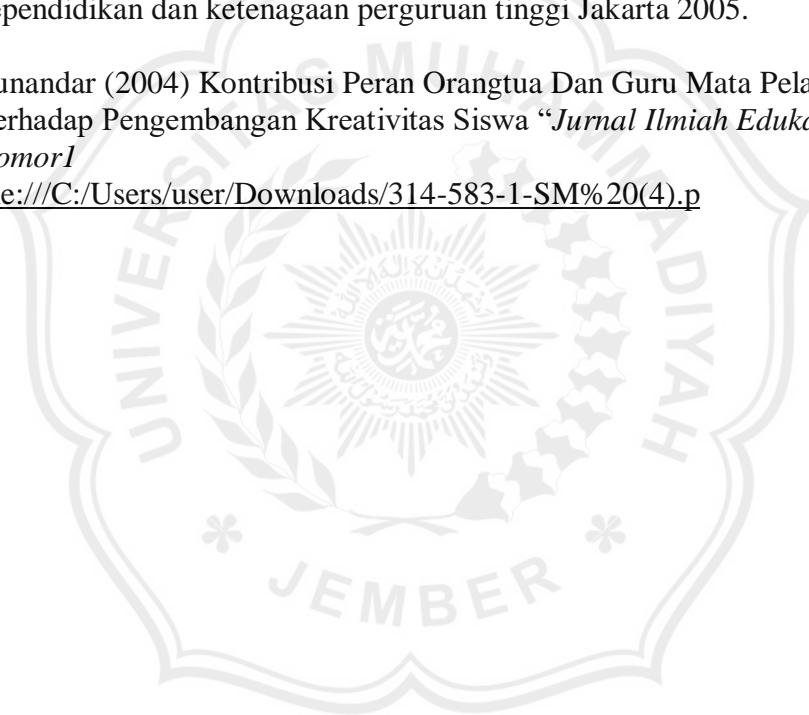 ependidikan dan ketenagaan perguruan tinggi Jakarta 2005.
unandar (2004) Kontribusi Peran Orangtua Dan Guru Mata Pela
erhadap Pengembangan Kreativitas Siswa “Jurnal Ilmiah Eduka
omor1
e:///C:/Users/user/Downloads/314-583-1-SM%20(4).p
UNIVERSITAS MUHAMMADIYAH
JEMBER